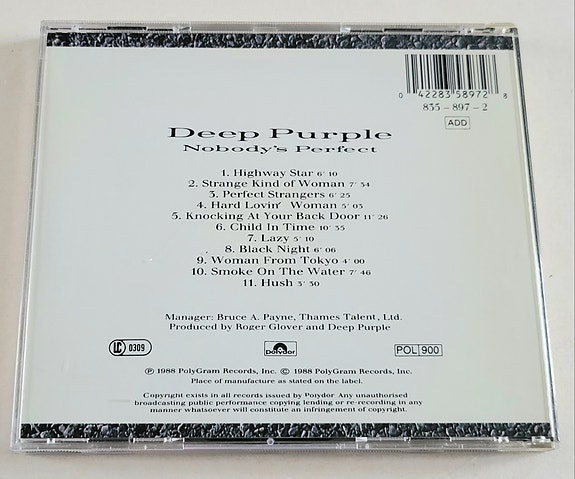 0 42283 58972 8
835-897-2
ADD
Deep Purple
Nobody's Perfect
1. Highway Star 6' 10
2. Strange Kind of Woman 7' 34
3. Perfect Strangers 6' 25
4. Hard Lovin' Woman 5' 03
5. Knocking At Your Back Door 11' 26
6. Child In Time 10' 35
7. Lazy 5' 10
8. Black Night 6' 06
9. Woman From Tokyo 4' 00
10. Smoke On The Water 7' 46
11. Hush 3' 30
Manager: Bruce A. Payne, Thames Talent, Ltd.
Produced by Roger Glover and Deep Purple
LC 0309
Polydor
POL 900
℗ 1988 PolyGram Records, Inc. © 1988 PolyGram Records, Inc.
Place of manufacture as stated on the label.
Copyright exists in all records issued by Polydor Any unauthorised
broadcasting public performance copying lending or re-recording in any
manner whatsoever will constitute an infringement of copyright.